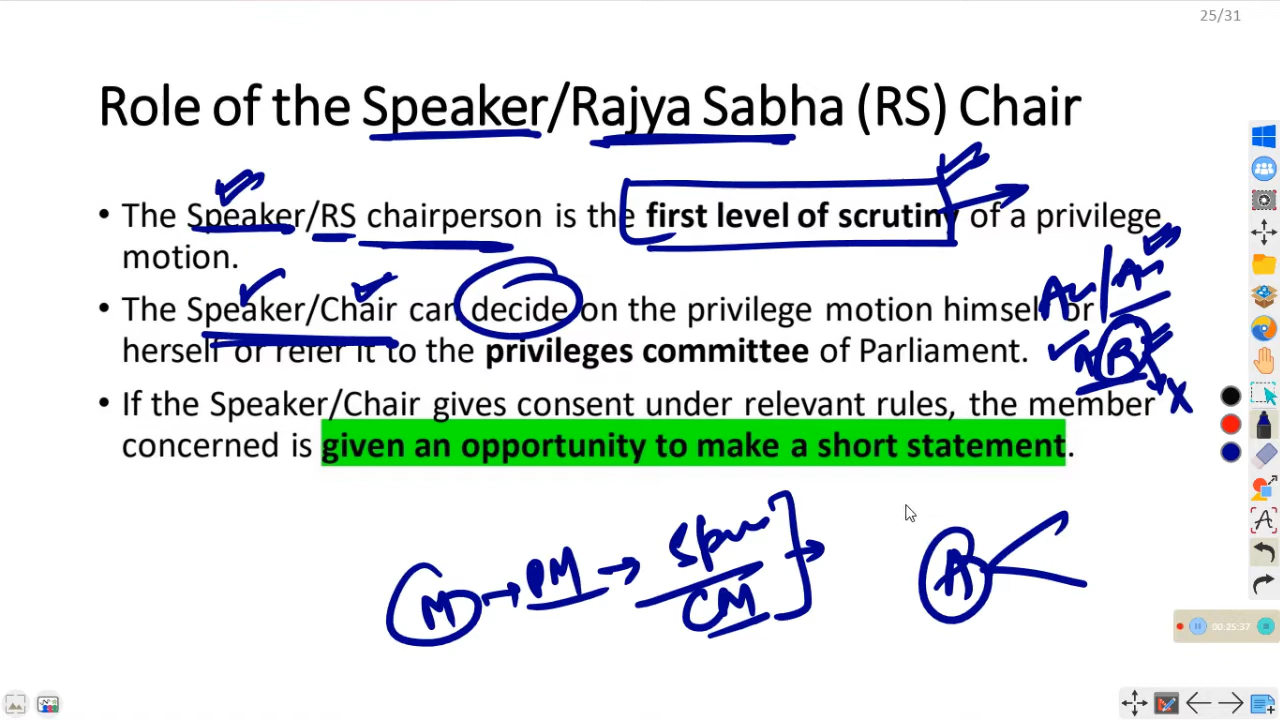 25/31
Role of the Speaker/Rajya Sabha (RS) Chair
• The Speaker/RS chairperson is the first level of scrutiny of a privilege
motion.
• The Speaker/Chair can decide on the privilege motion himself or
herself or refer it to the privileges committee of Parliament.
• If the Speaker/Chair gives consent under relevant rules, the member
concerned is given an opportunity to make a short statement.
M → PM →
CM
A
00:25:37